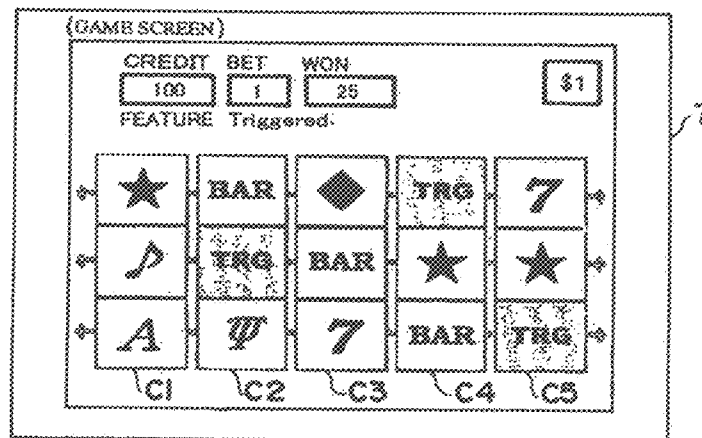 (GAME SCREEN)
CREDIT BET WON
100 1 25 $1
FEATURE Triggered.
BAR TRG 7
TRG BAR
A Ψ 7 BAR TRG
C1 C2 C3 C4 C5